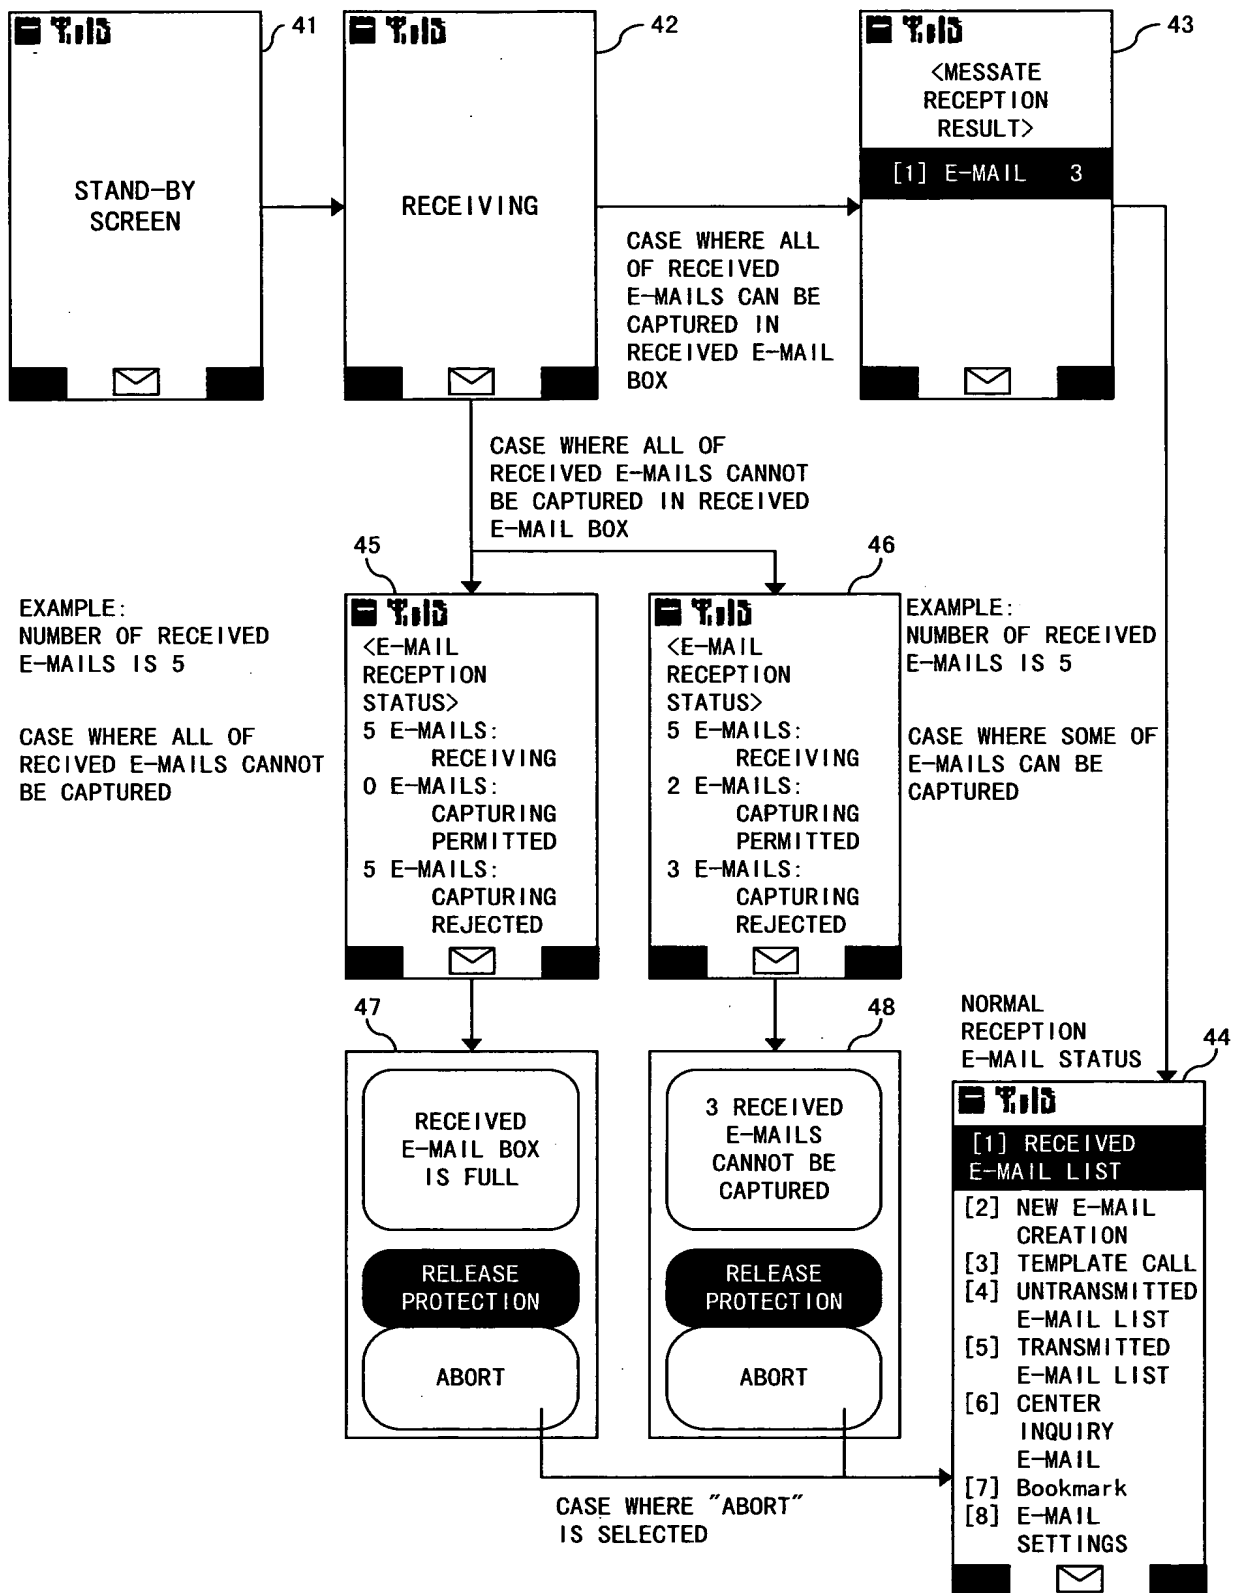 41
42
43
STAND-BY
SCREEN
RECEIVING
<MESSATE
RECEPTION
RESULT>
[1] E-MAIL 3
CASE WHERE ALL
OF RECEIVED
E-MAILS CAN BE
CAPTURED IN
RECEIVED E-MAIL
BOX
CASE WHERE ALL OF
RECEIVED E-MAILS CANNOT
BE CAPTURED IN RECEIVED
E-MAIL BOX
EXAMPLE:
NUMBER OF RECEIVED
E-MAILS IS 5
CASE WHERE ALL OF
RECIVED E-MAILS CANNOT
BE CAPTURED
45
<E-MAIL
RECEPTION
STATUS>
5 E-MAILS:
RECEIVING
0 E-MAILS:
CAPTURING
PERMITTED
5 E-MAILS:
CAPTURING
REJECTED
46
<E-MAIL
RECEPTION
STATUS>
5 E-MAILS:
RECEIVING
2 E-MAILS:
CAPTURING
PERMITTED
3 E-MAILS:
CAPTURING
REJECTED
EXAMPLE:
NUMBER OF RECEIVED
E-MAILS IS 5
CASE WHERE SOME OF
E-MAILS CAN BE
CAPTURED
47
RECEIVED
E-MAIL BOX
IS FULL
RELEASE
PROTECTION
ABORT
48
3 RECEIVED
E-MAILS
CANNOT BE
CAPTURED
RELEASE
PROTECTION
ABORT
CASE WHERE "ABORT"
IS SELECTED
NORMAL
RECEPTION
E-MAIL STATUS
44
[1] RECEIVED
E-MAIL LIST
[2] NEW E-MAIL
CREATION
[3] TEMPLATE CALL
[4] UNTRANSMITTED
E-MAIL LIST
[5] TRANSMITTED
E-MAIL LIST
[6] CENTER
INQUIRY
E-MAIL
[7] Bookmark
[8] E-MAIL
SETTINGS